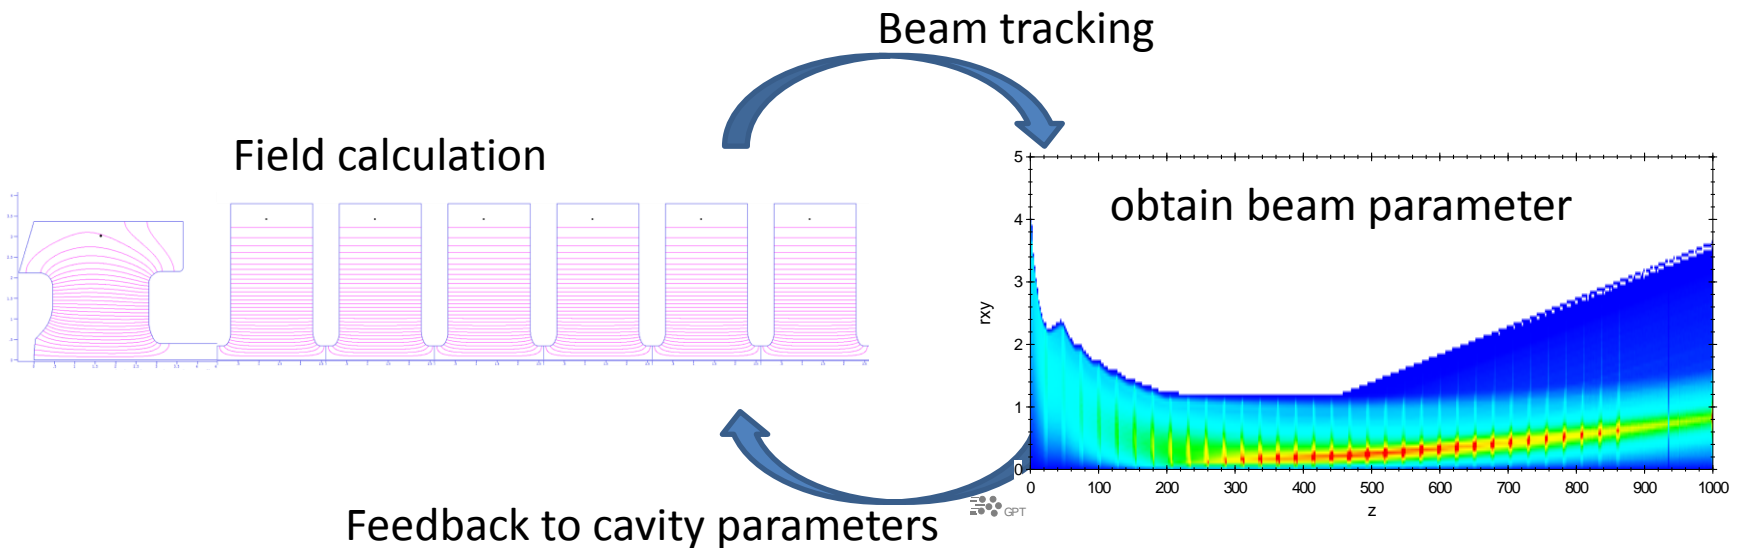 Beam tracking
Field calculation
obtain beam parameter
5
4
3
2
1
0
rxy
0 100 200 300 400 500 600 700 800 900 1000
z
GPT
Feedback to cavity parameters